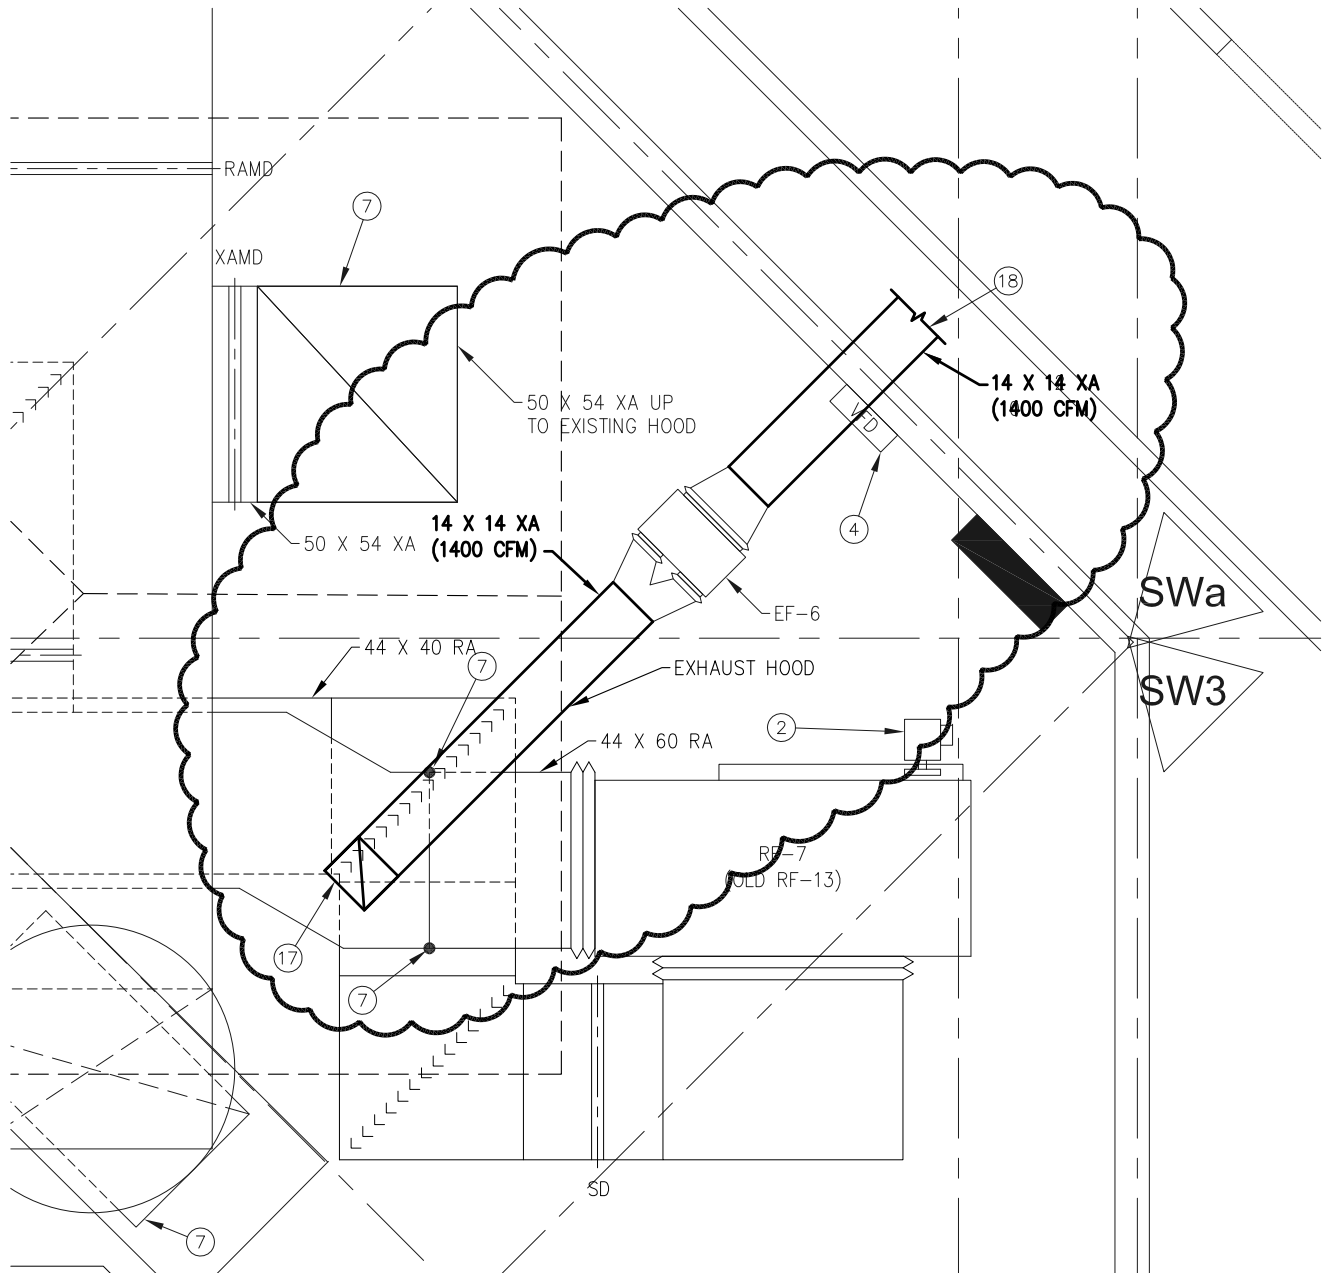 RAMD
7
XAMD
18
14 X 14 XA
(1400 CFM)
50 X 54 XA UP
TO EXISTING HOOD
VFD
4
14 X 14 XA
(1400 CFM)
50 X 54 XA
SWa
EF-6
44 X 40 RA
7
EXHAUST HOOD
SW3
2
44 X 60 RA
RF-7
(OLD RF-13)
17
7
SD
7